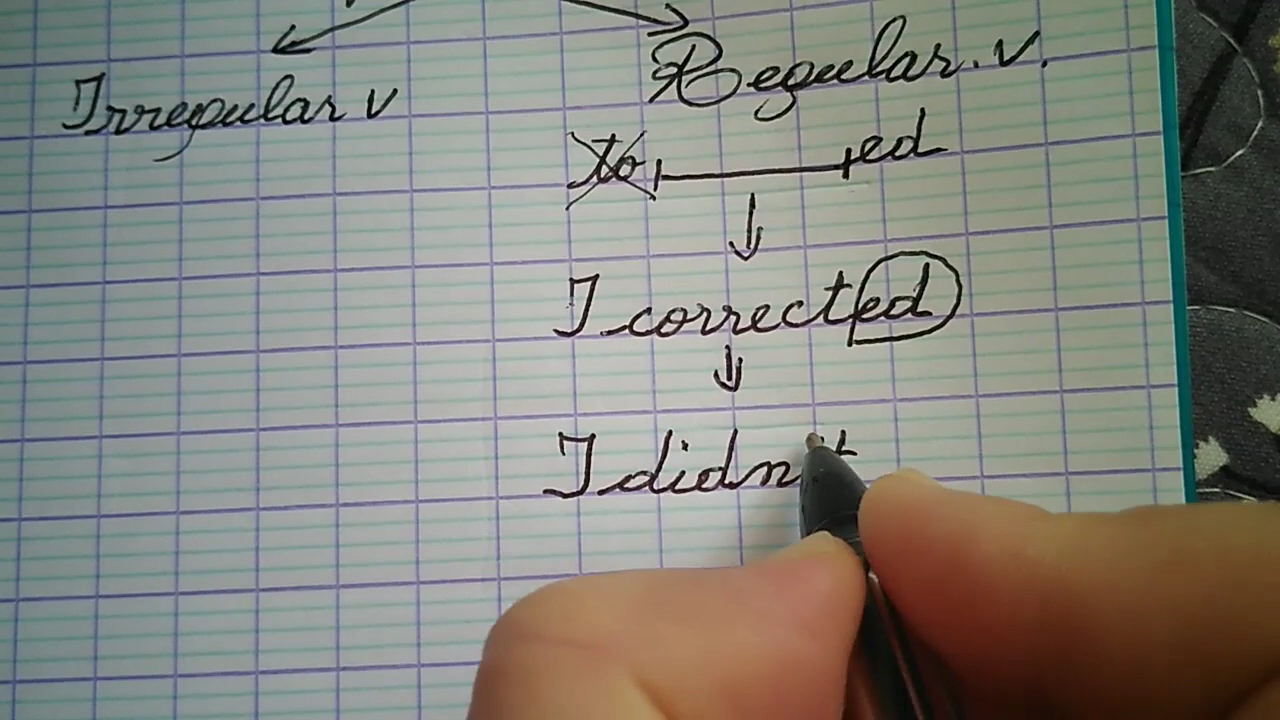 Irregular v
Regular. v.
to ed
I corrected
I didn't